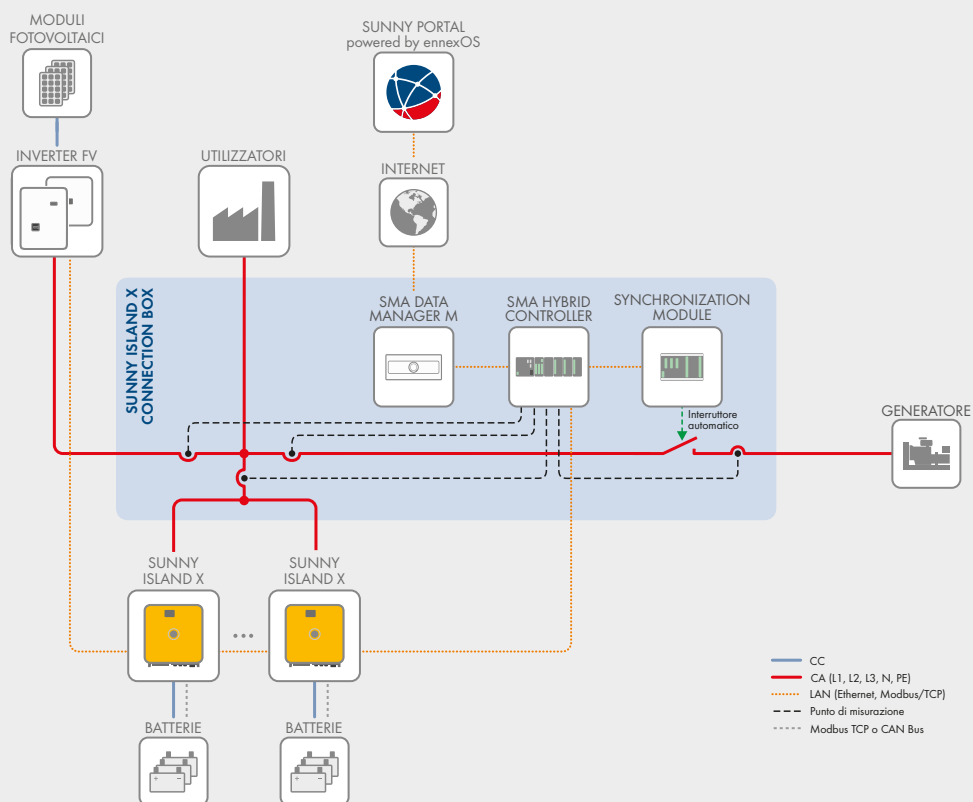 MODULI
FOTOVOLTAICI
SUNNY PORTAL
powered by ennexOS
INVERTER FV
UTILIZZATORI
INTERNET
SUNNY ISLAND X
CONNECTION BOX
SMA DATA
MANAGER M
SMA HYBRID
CONTROLLER
SYNCHRONIZATION
MODULE
Interruttore
automatico
GENERATORE
SUNNY
ISLAND X
SUNNY
ISLAND X
...
BATTERIE
BATTERIE
CC
CA (L1, L2, L3, N, PE)
LAN (Ethernet, Modbus/TCP)
Punto di misurazione
Modbus TCP o CAN Bus